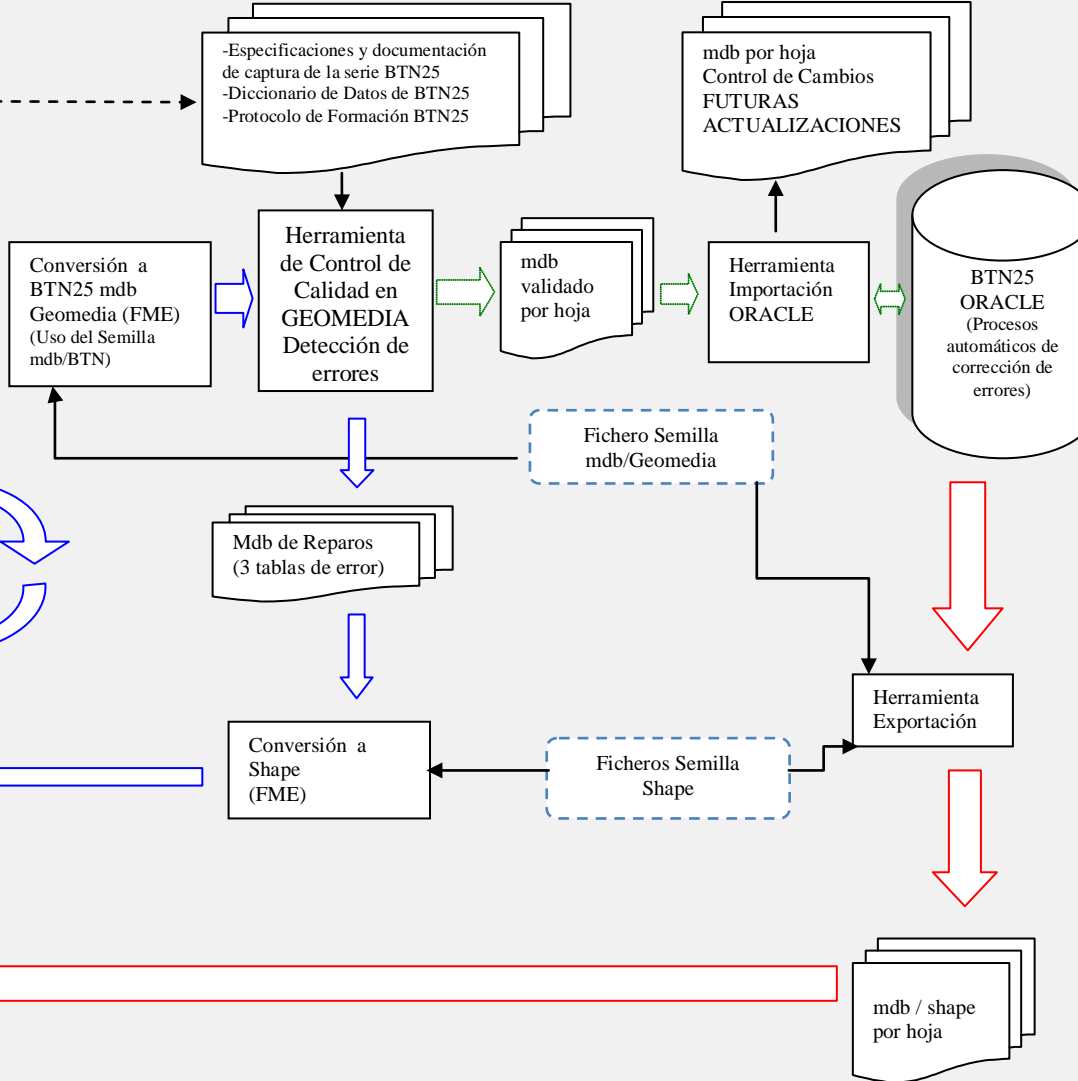 -Especificaciones y documentación
de captura de la serie BTN25
-Diccionario de Datos de BTN25
-Protocolo de Formación BTN25
mdb por hoja
Control de Cambios
FUTURAS
ACTUALIZACIONES
Conversión a
BTN25 mdb
Geomedia (FME)
(Uso del Semilla
mdb/BTN)
Herramienta
de Control de
Calidad en
GEOMEDIA
Detección de
errores
mdb
validado
por hoja
Herramienta
Importación
ORACLE
BTN25
ORACLE
(Procesos
automáticos de
corrección de
errores)
Fichero Semilla
mdb/Geomedia
Mdb de Reparos
(3 tablas de error)
Herramienta
Exportación
Conversión a
Shape
(FME)
Ficheros Semilla
Shape
mdb / shape
por hoja